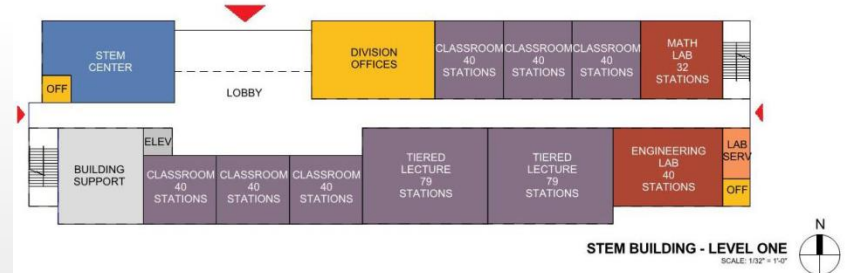 STEM
CENTER
OFF
LOBBY
DIVISION
OFFICES
CLASSROOM
40
STATIONS
CLASSROOM
40
STATIONS
CLASSROOM
40
STATIONS
MATH
LAB
32
STATIONS
BUILDING
SUPPORT
ELEV
CLASSROOM
40
STATIONS
CLASSROOM
40
STATIONS
CLASSROOM
40
STATIONS
TIERED
LECTURE
79
STATIONS
TIERED
LECTURE
79
STATIONS
ENGINEERING
LAB
40
STATIONS
LAB
SERV
OFF
N
STEM BUILDING - LEVEL ONE
SCALE: 1/32" = 1'-0"